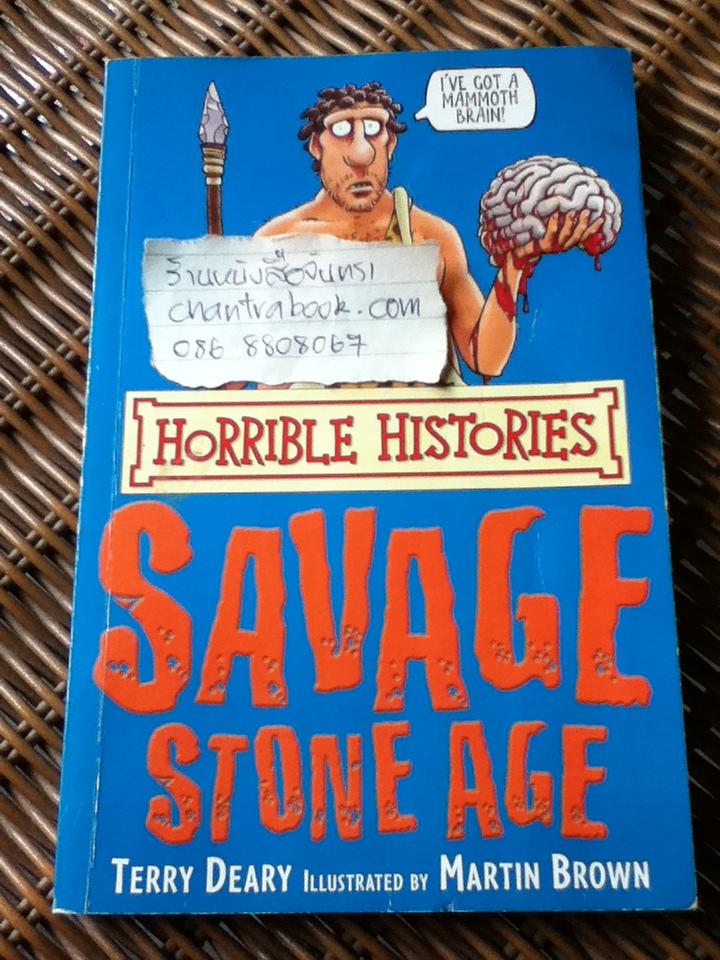 I'VE GOT A
MAMMOTH
BRAIN!
ร้านหนังสือจันทรา
chantrabook.com
086 8808067
HORRIBLE HISTORIES
SAVAGE
STONE AGE
TERRY DEARY ILLUSTRATED BY MARTIN BROWN